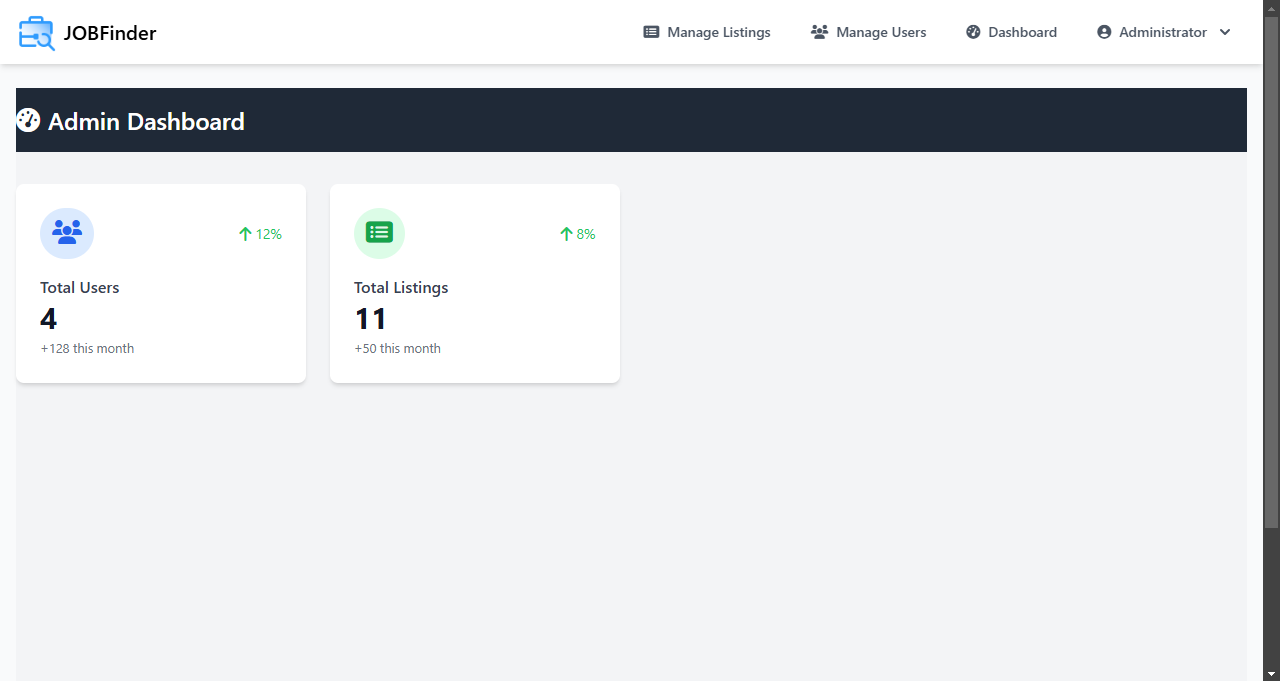 JOBFinder
Manage Listings
Manage Users
Dashboard
Administrator
Admin Dashboard
12%
Total Users
4
+128 this month
8%
Total Listings
11
+50 this month